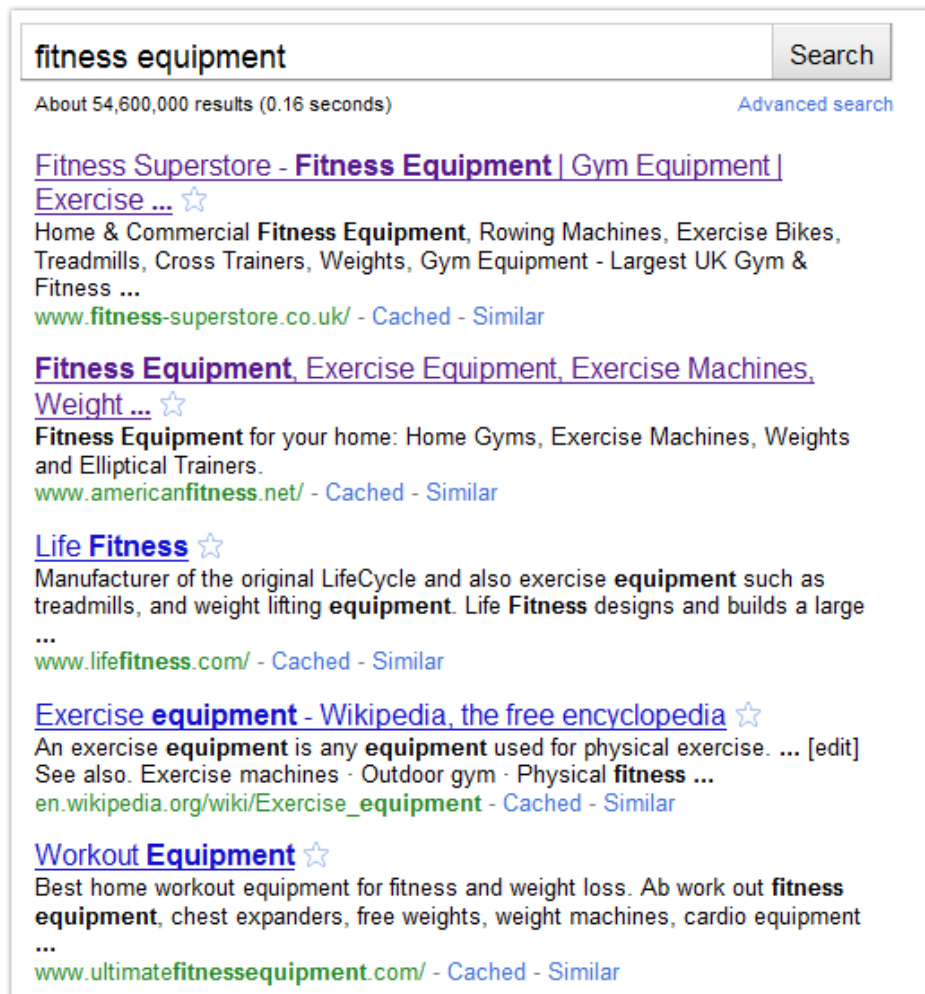 fitness equipment Search
About 54,600,000 results (0.16 seconds) Advanced search
Fitness Superstore - Fitness Equipment | Gym Equipment |
Exercise ...
Home & Commercial Fitness Equipment, Rowing Machines, Exercise Bikes,
Treadmills, Cross Trainers, Weights, Gym Equipment - Largest UK Gym &
Fitness ...
www.fitness-superstore.co.uk/ - Cached - Similar
Fitness Equipment, Exercise Equipment, Exercise Machines,
Weight ...
Fitness Equipment for your home: Home Gyms, Exercise Machines, Weights
and Elliptical Trainers.
www.americanfitness.net/ - Cached - Similar
Life Fitness
Manufacturer of the original LifeCycle and also exercise equipment such as
treadmills, and weight lifting equipment. Life Fitness designs and builds a large
...
www.lifefitness.com/ - Cached - Similar
Exercise equipment - Wikipedia, the free encyclopedia
An exercise equipment is any equipment used for physical exercise. ... [edit]
See also. Exercise machines · Outdoor gym · Physical fitness ...
en.wikipedia.org/wiki/Exercise_equipment - Cached - Similar
Workout Equipment
Best home workout equipment for fitness and weight loss. Ab work out fitness
equipment, chest expanders, free weights, weight machines, cardio equipment
...
www.ultimatefitnessequipment.com/ - Cached - Similar